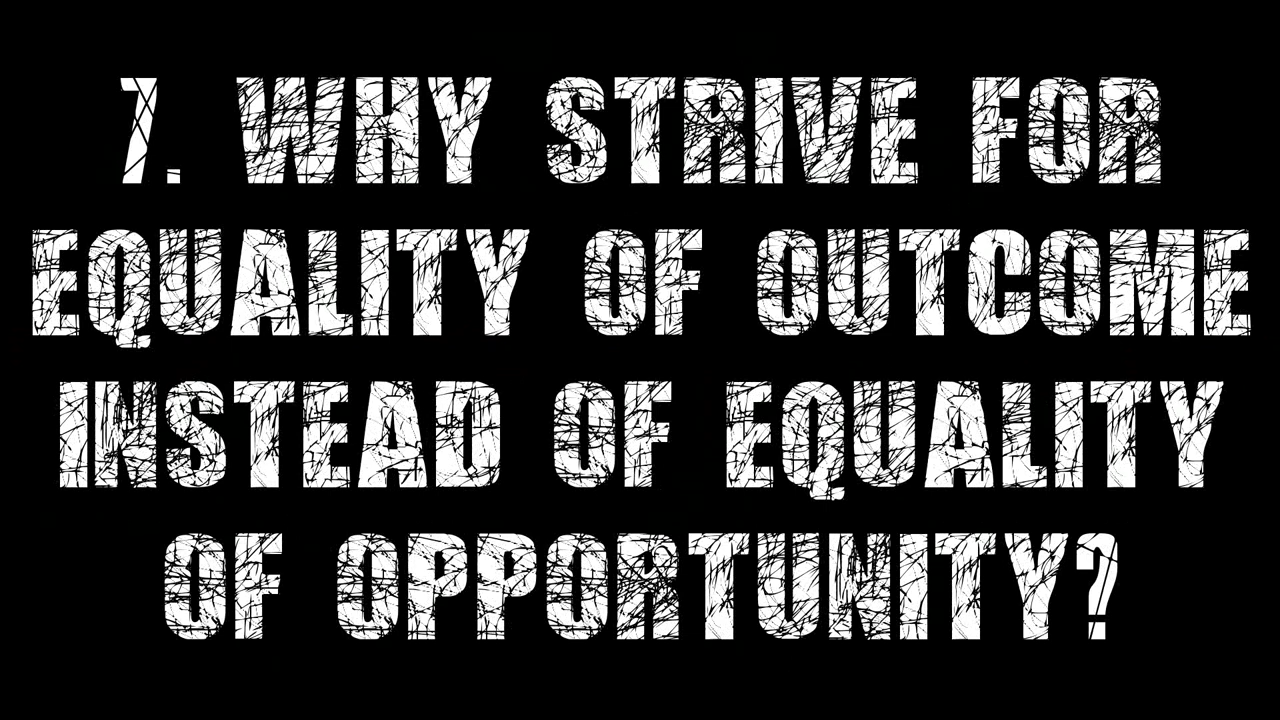 7. WHY STRIVE FOR
EQUALITY OF OUTCOME
INSTEAD OF EQUALITY
OF OPPORTUNITY?